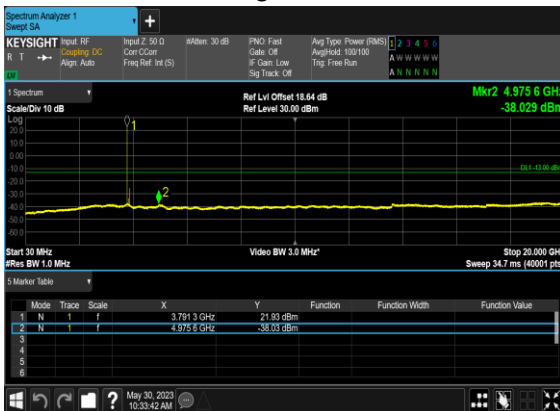 Spectrum Analyzer 1
Swept SA
KEYSIGHT Input: RF Input Z: 50 Ω #Atten: 30 dB PNO: Fast Avg Type: Power (RMS) 1 2 3 4 5 6
R T Coupling: DC Corr CCorr Gate: Off Avg|Hold: 100/100 A W W W W W
Align: Auto Freq Ref: Int (S) IF Gain: Low Trig: Free Run
LV Sig Track: Off A N N N N N
1 Spectrum Ref Lvl Offset 18.64 dB Mkr2 4.975 6 GHz
Scale/Div 10 dB Ref Level 30.00 dBm -38.029 dBm
Log
20.0 1
10.0
0.00
-10.0 DL1 -13.00 dBm
-20.0
-30.0 2
-40.0
-50.0
-60.0
Start 30 MHz Video BW 3.0 MHz* Stop 20.000 GHz
#Res BW 1.0 MHz Sweep 34.7 ms (40001 pts)
5 Marker Table
Mode Trace Scale X Y Function Function Width Function Value
1 N 1 f 3.791 3 GHz 21.93 dBm
2 N 1 f 4.975 6 GHz -38.03 dBm
3
4
5
6
? May 30, 2023
10:33:42 AM